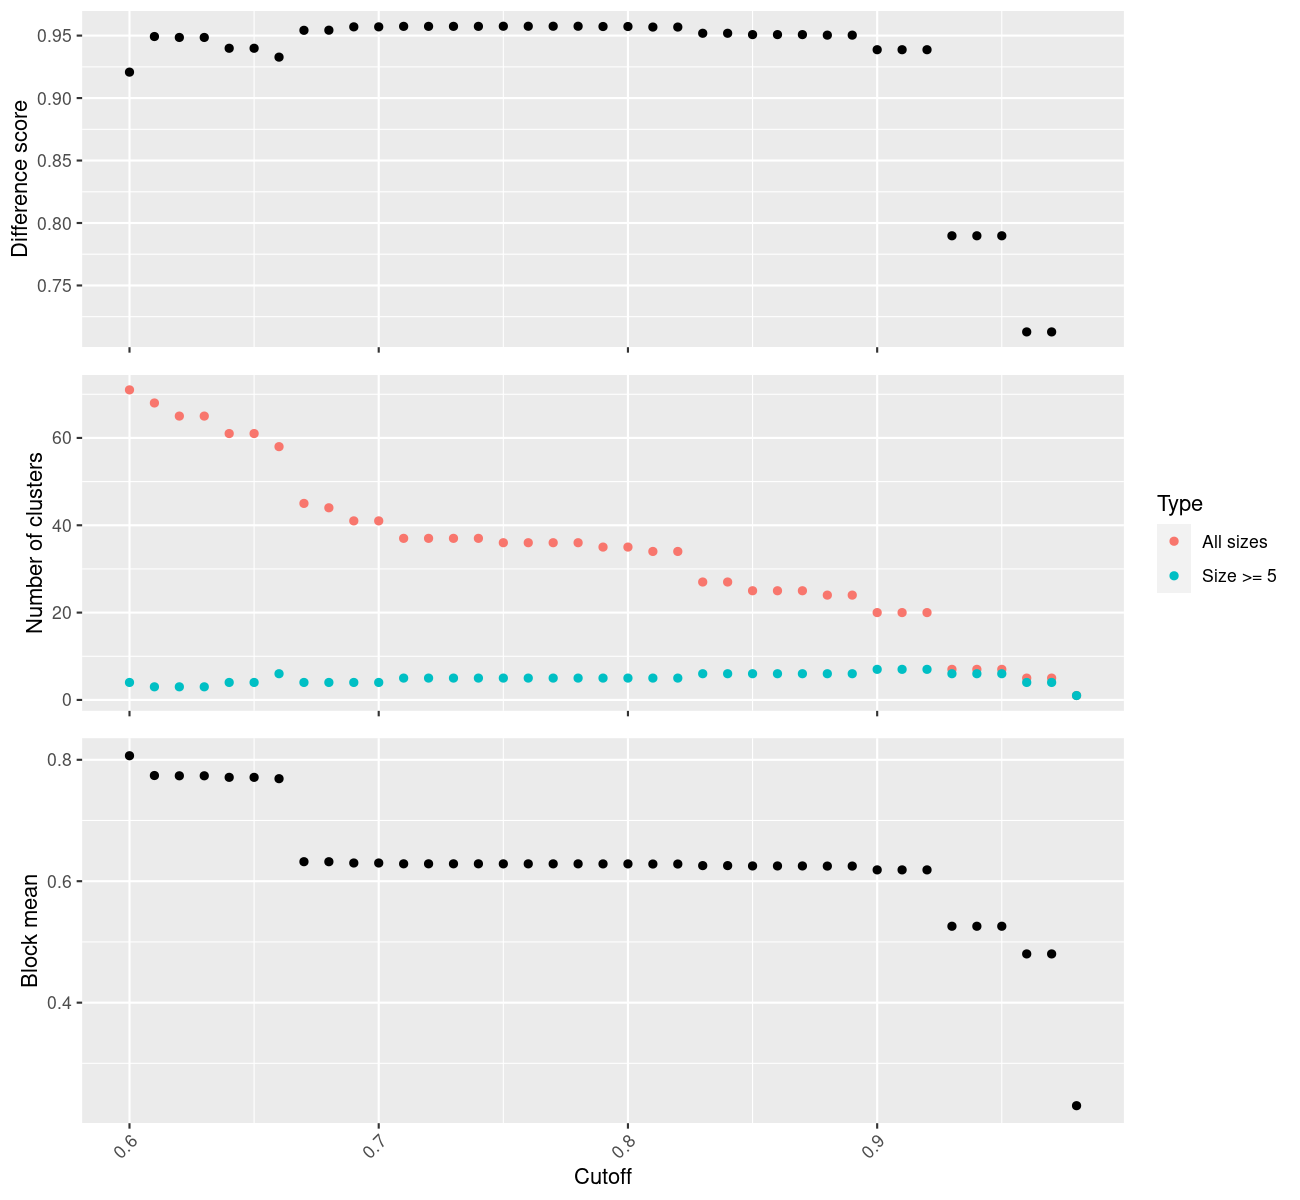 Difference score
0.95
0.90
0.85
0.80
0.75
Number of clusters
60
40
20
0
Type
All sizes
Size >= 5
Block mean
0.8
0.6
0.4
0.6 0.7 0.8 0.9
Cutoff